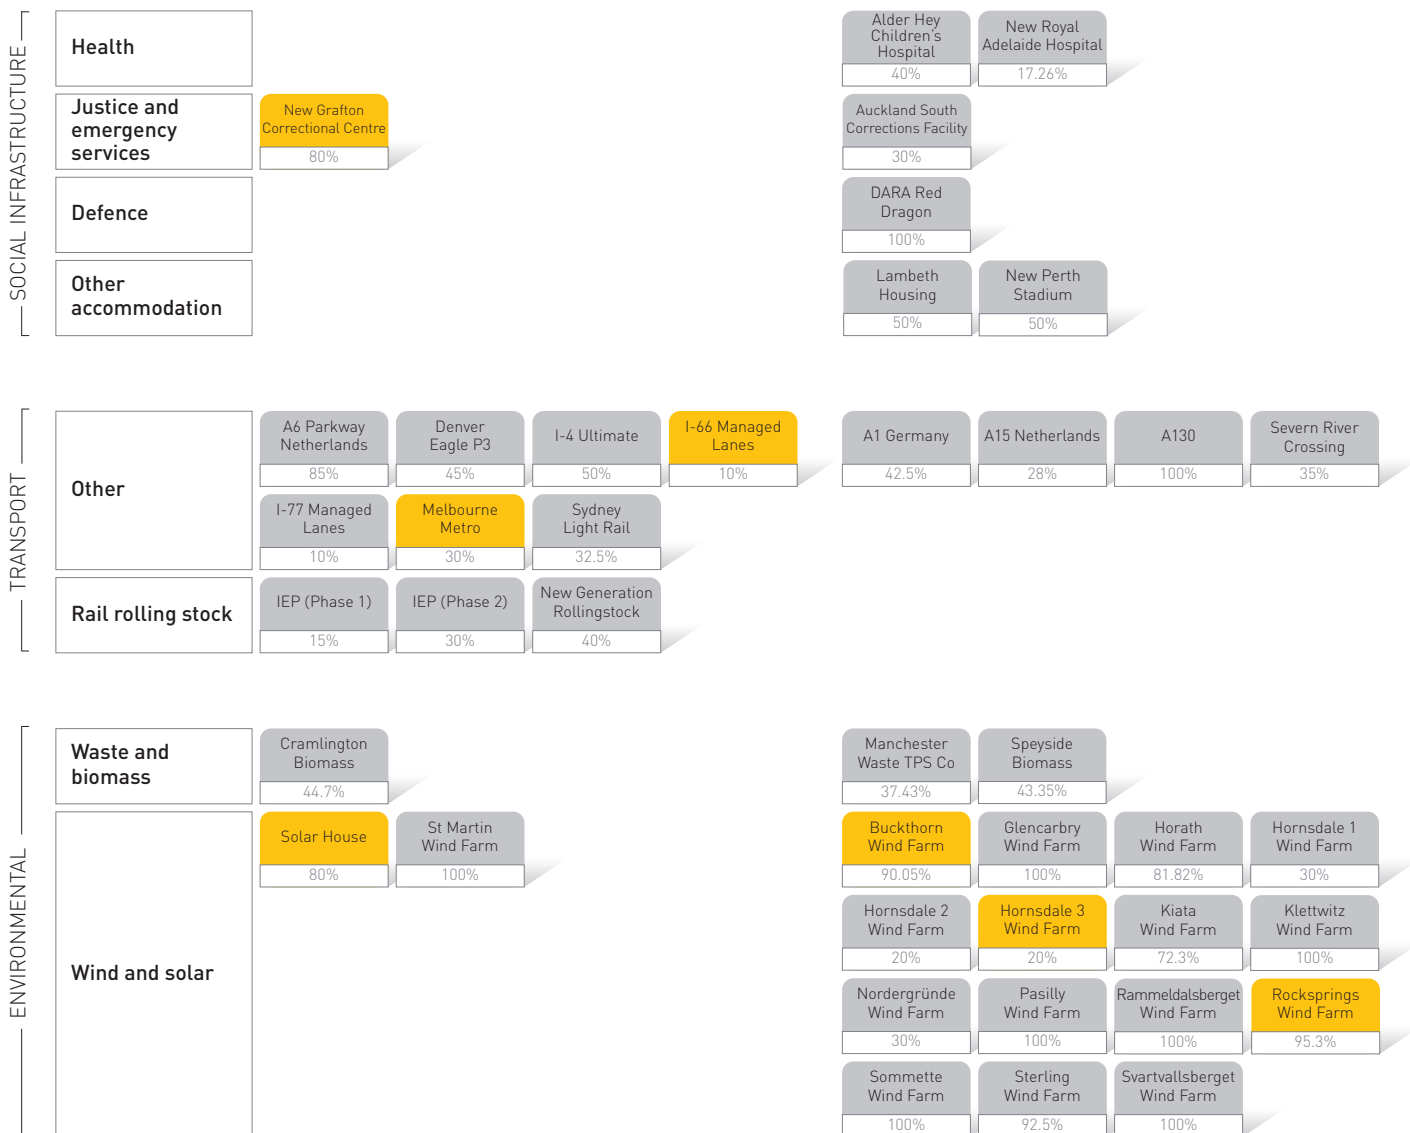 SOCIAL INFRASTRUCTURE
Health
Alder Hey
Children's
Hospital
40%
New Royal
Adelaide Hospital
17.26%
Justice and
emergency
services
New Grafton
Correctional Centre
80%
Auckland South
Corrections Facility
30%
Defence
DARA Red
Dragon
100%
Other
accommodation
Lambeth
Housing
50%
New Perth
Stadium
50%
TRANSPORT
Other
A6 Parkway
Netherlands
85%
Denver
Eagle P3
45%
I-4 Ultimate
50%
I-66 Managed
Lanes
10%
A1 Germany
42.5%
A15 Netherlands
28%
A130
100%
Severn River
Crossing
35%
I-77 Managed
Lanes
10%
Melbourne
Metro
30%
Sydney
Light Rail
32.5%
Rail rolling stock
IEP (Phase 1)
15%
IEP (Phase 2)
30%
New Generation
Rollingstock
40%
ENVIRONMENTAL
Waste and
biomass
Cramlington
Biomass
44.7%
Manchester
Waste TPS Co
37.43%
Speyside
Biomass
43.35%
Wind and solar
Solar House
80%
St Martin
Wind Farm
100%
Buckthorn
Wind Farm
90.05%
Glencarbry
Wind Farm
100%
Horath
Wind Farm
81.82%
Hornsdale 1
Wind Farm
30%
Hornsdale 2
Wind Farm
20%
Hornsdale 3
Wind Farm
20%
Kiata
Wind Farm
72.3%
Klettwitz
Wind Farm
100%
Nordergründe
Wind Farm
30%
Pasilly
Wind Farm
100%
Rammeldalsberget
Wind Farm
100%
Rocksprings
Wind Farm
95.3%
Sommette
Wind Farm
100%
Sterling
Wind Farm
92.5%
Svartvallsberget
Wind Farm
100%